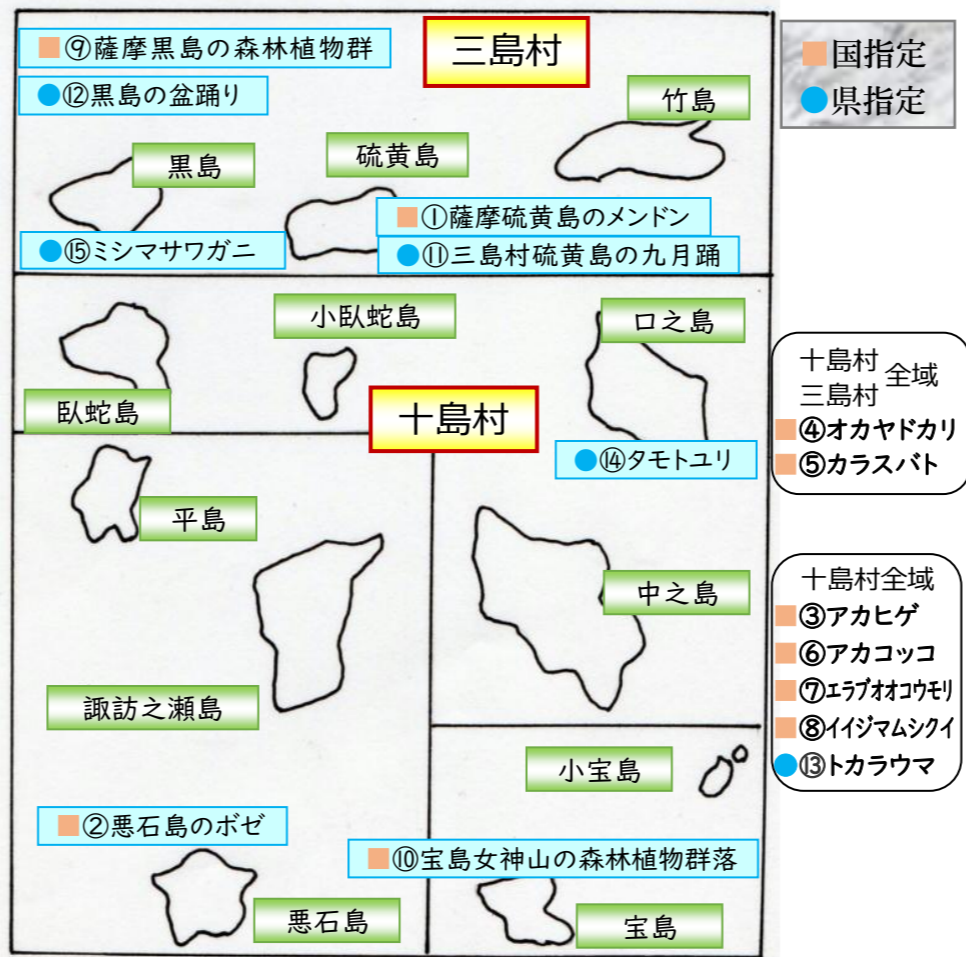 三島村
■国指定
●県指定
■⑨薩摩黒島の森林植物群
●⑫黒島の盆踊り
竹島
硫黄島
黒島
■①薩摩硫黄島のメンドン
●⑮ミシマサワガニ
●⑪三島村硫黄島の九月踊
小臥蛇島
口之島
臥蛇島
十島村
●⑭タモトユリ
十島村
三島村
全域
■④オカヤドカリ
■⑤カラスバト
平島
中之島
諏訪之瀬島
十島村全域
■③アカヒゲ
■⑥アカコッコ
■⑦エラブオオコウモリ
■⑧イイジマムシクイ
●⑬トカラウマ
小宝島
■②悪石島のボゼ
■⑩宝島女神山の森林植物群落
悪石島
宝島